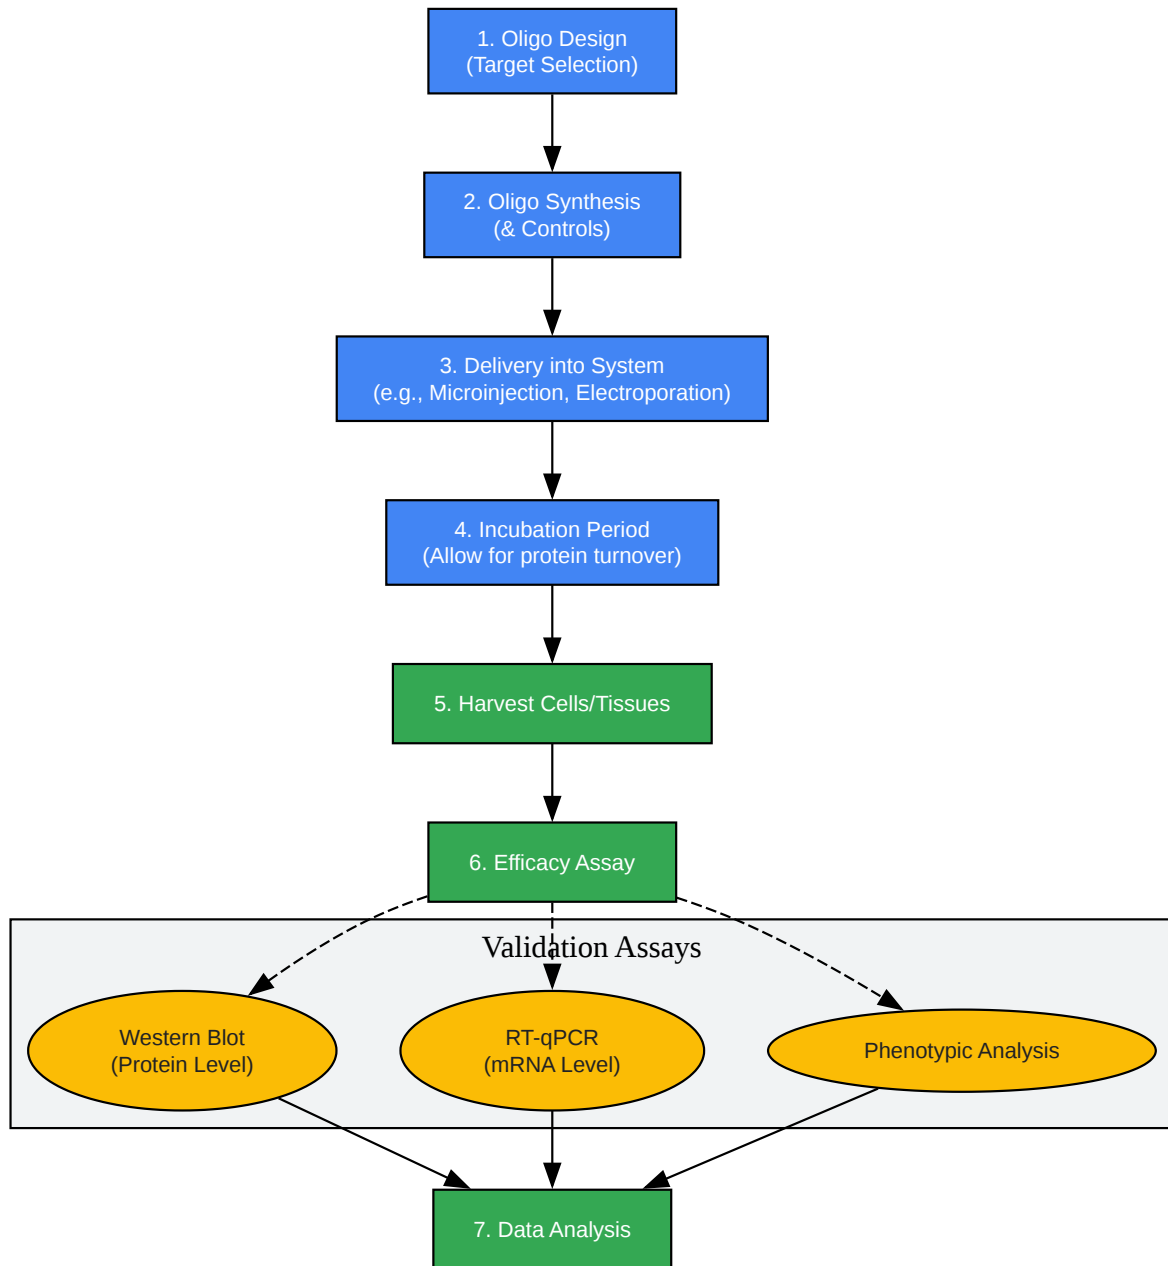 1. Oligo Design
(Target Selection)
2. Oligo Synthesis
(& Controls)
3. Delivery into System
(e.g., Microinjection, Electroporation)
4. Incubation Period
(Allow for protein turnover)
5. Harvest Cells/Tissues
6. Efficacy Assay
Validation Assays
Western Blot
(Protein Level)
RT-qPCR
(mRNA Level)
Phenotypic Analysis
7. Data Analysis